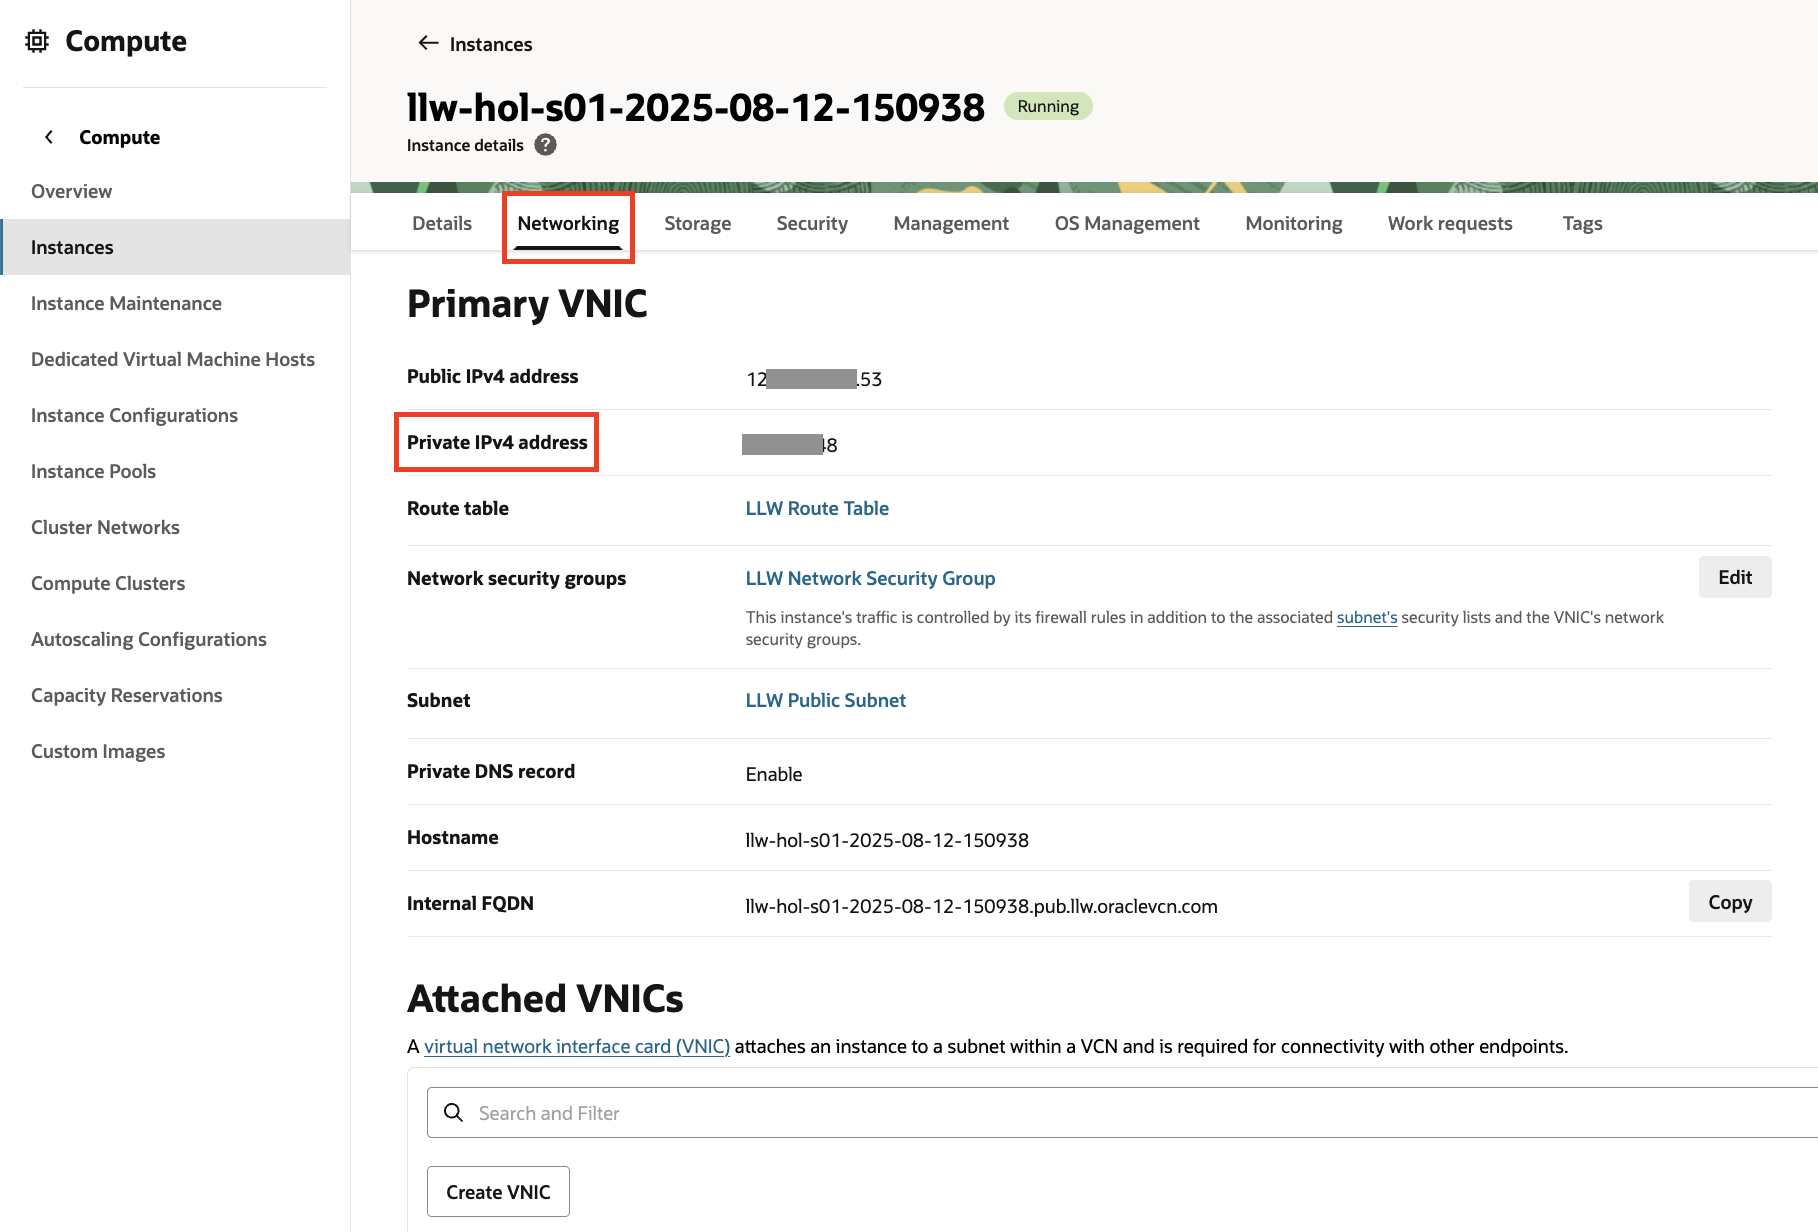 Compute
Compute
Overview
Instances
Instance Maintenance
Dedicated Virtual Machine Hosts
Instance Configurations
Instance Pools
Cluster Networks
Compute Clusters
Autoscaling Configurations
Capacity Reservations
Custom Images
Instances
llw-hol-s01-2025-08-12-150938 Running
Instance details ?
Details Networking Storage Security Management OS Management Monitoring Work requests Tags
Primary VNIC
Public IPv4 address 12 .53
Private IPv4 address 48
Route table LLW Route Table
Network security groups LLW Network Security Group Edit
This instance's traffic is controlled by its firewall rules in addition to the associated subnet's security lists and the VNIC's network
security groups.
Subnet LLW Public Subnet
Private DNS record Enable
Hostname llw-hol-s01-2025-08-12-150938
Internal FQDN llw-hol-s01-2025-08-12-150938.pub.llw.oraclevcn.com Copy
Attached VNICs
A virtual network interface card (VNIC) attaches an instance to a subnet within a VCN and is required for connectivity with other endpoints.
Search and Filter
Create VNIC